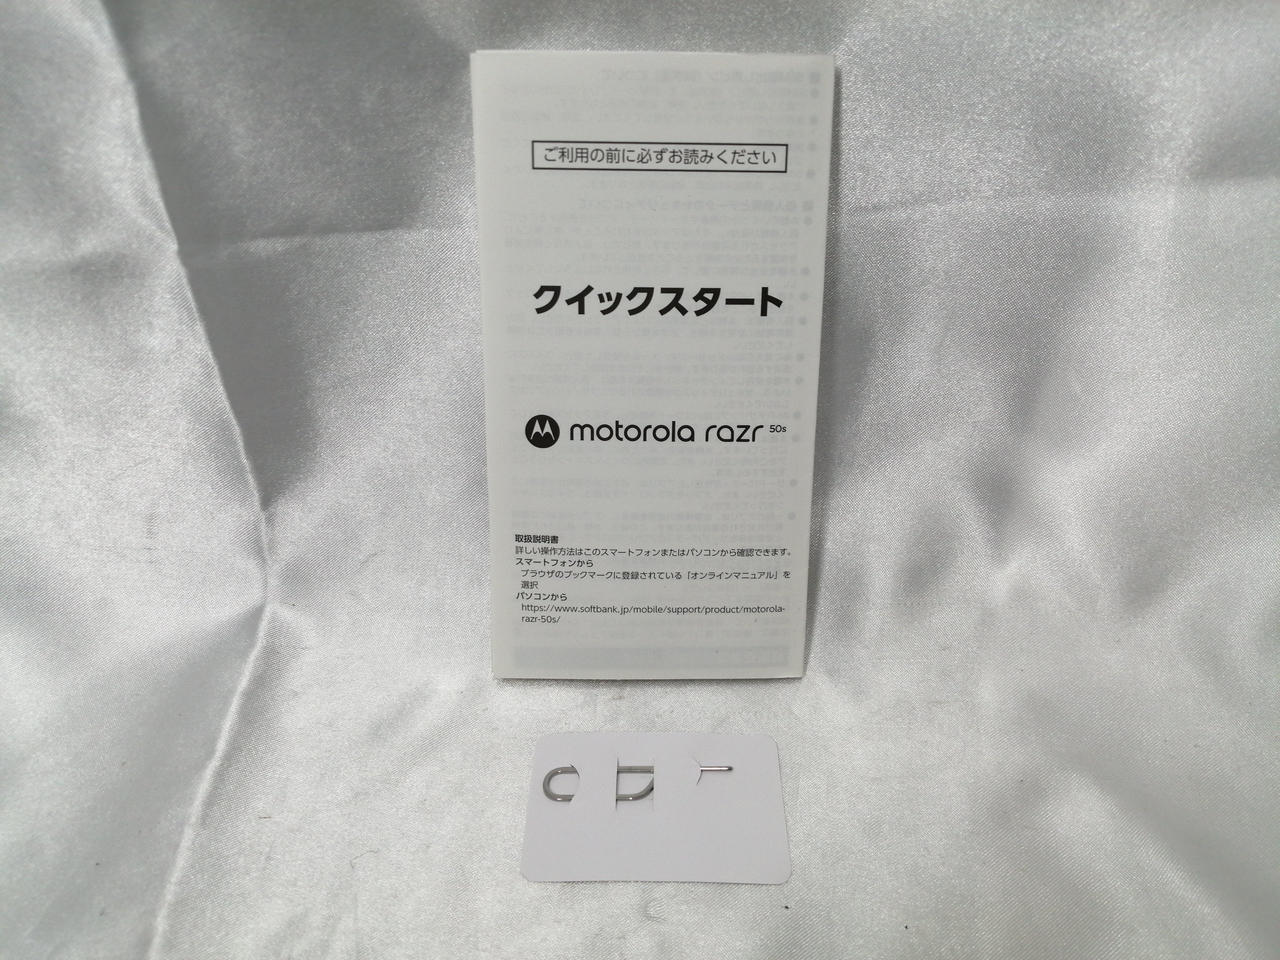 ご利用の前に必ずお読みください
クイックスタート
motorola razr 50s
取扱説明書
詳しい操作方法はこのスマートフォンまたはパソコンから確認できます。
スマートフォンから
ブラウザのブックマークに登録されている「オンラインマニュアル」を
選択
パソコンから
https://www.softbank.jp/mobile/support/product/motorola-
razr-50s/